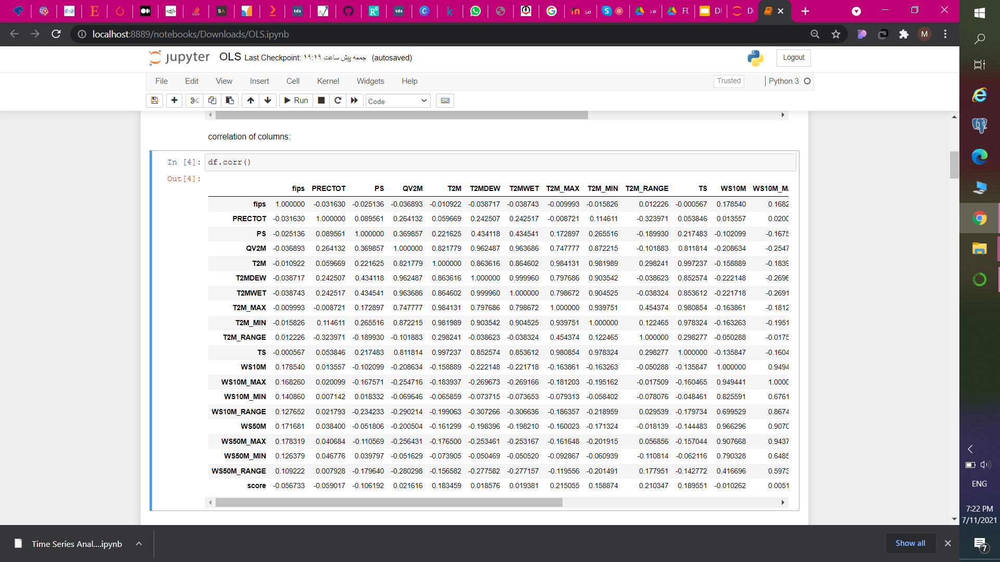 SA tds R G tds C k G in مد S » FI DI D
localhost:8889/notebooks/Downloads/OLS.ipynb M
jupyter OLS Last Checkpoint: جمعه پیش ساعت ۱۹:۱۹ (autosaved) Logout
File Edit View Insert Cell Kernel Widgets Help Trusted Python 3
Run Code
correlation of columns:
In [4]: df.corr()
Out[4]:
fips PRECTOT PS QV2M T2M T2MDEW T2MWET T2M_MAX T2M_MIN T2M_RANGE TS WS10M WS10M_MA
fips 1.000000 -0.031630 -0.025136 -0.036893 -0.010922 -0.038717 -0.038743 -0.009993 -0.015826 0.012226 -0.000567 0.178540 0.1682
PRECTOT -0.031630 1.000000 0.089561 0.264132 0.059669 0.242507 0.242517 -0.008721 0.114611 -0.323971 0.053846 0.013557 0.0200
PS -0.025136 0.089561 1.000000 0.369857 0.221625 0.434118 0.434541 0.172897 0.265516 -0.189930 0.217483 -0.102099 -0.1675
QV2M -0.036893 0.264132 0.369857 1.000000 0.821779 0.962487 0.963686 0.747777 0.872215 -0.101883 0.811814 -0.208634 -0.2547
T2M -0.010922 0.059669 0.221625 0.821779 1.000000 0.863616 0.864602 0.984131 0.981989 0.298241 0.997237 -0.158889 -0.1839
T2MDEW -0.038717 0.242507 0.434118 0.962487 0.863616 1.000000 0.999960 0.797686 0.903542 -0.038623 0.852574 -0.222148 -0.2696
T2MWET -0.038743 0.242517 0.434541 0.963686 0.864602 0.999960 1.000000 0.798672 0.904525 -0.038324 0.853612 -0.221718 -0.2691
T2M_MAX -0.009993 -0.008721 0.172897 0.747777 0.984131 0.797686 0.798672 1.000000 0.939751 0.454374 0.980854 -0.163861 -0.1812
T2M_MIN -0.015826 0.114611 0.265516 0.872215 0.981989 0.903542 0.904525 0.939751 1.000000 0.122465 0.978324 -0.163263 -0.1951
T2M_RANGE 0.012226 -0.323971 -0.189930 -0.101883 0.298241 -0.038623 -0.038324 0.454374 0.122465 1.000000 0.298277 -0.050288 -0.0175
TS -0.000567 0.053846 0.217483 0.811814 0.997237 0.852574 0.853612 0.980854 0.978324 0.298277 1.000000 -0.135847 -0.1604
WS10M 0.178540 0.013557 -0.102099 -0.208634 -0.158889 -0.222148 -0.221718 -0.163861 -0.163263 -0.050288 -0.135847 1.000000 0.9494
WS10M_MAX 0.168260 0.020099 -0.167571 -0.254716 -0.183937 -0.269673 -0.269166 -0.181203 -0.195162 -0.017509 -0.160465 0.949441 1.0000
WS10M_MIN 0.140860 0.007142 0.018332 -0.069646 -0.065859 -0.073715 -0.073653 -0.079313 -0.058402 -0.078076 -0.048461 0.825591 0.6761
WS10M_RANGE 0.127652 0.021793 -0.234233 -0.290214 -0.199063 -0.307266 -0.306636 -0.186357 -0.218959 0.029539 -0.179734 0.699529 0.8674
WS50M 0.171681 0.038400 -0.051806 -0.200504 -0.161299 -0.198396 -0.198210 -0.160023 -0.171324 -0.018139 -0.144483 0.966296 0.9070
WS50M_MAX 0.178319 0.040684 -0.110569 -0.256431 -0.176500 -0.253461 -0.253167 -0.161648 -0.201915 0.056856 -0.157044 0.907668 0.9437
WS50M_MIN 0.126379 0.046776 0.039797 -0.051629 -0.073905 -0.050469 -0.050520 -0.092867 -0.060939 -0.110814 -0.062116 0.790328 0.6485
WS50M_RANGE 0.109222 0.007928 -0.179640 -0.280298 -0.156582 -0.277582 -0.277157 -0.119556 -0.201491 0.177951 -0.142772 0.416696 0.5973
score -0.056733 -0.059017 -0.106192 0.021616 0.183459 0.018576 0.019381 0.215055 0.158874 0.210347 0.189551 -0.010262 0.0051
ENG
7:22 PM
7/11/2021
Time Series Anal....ipynb Show all
7